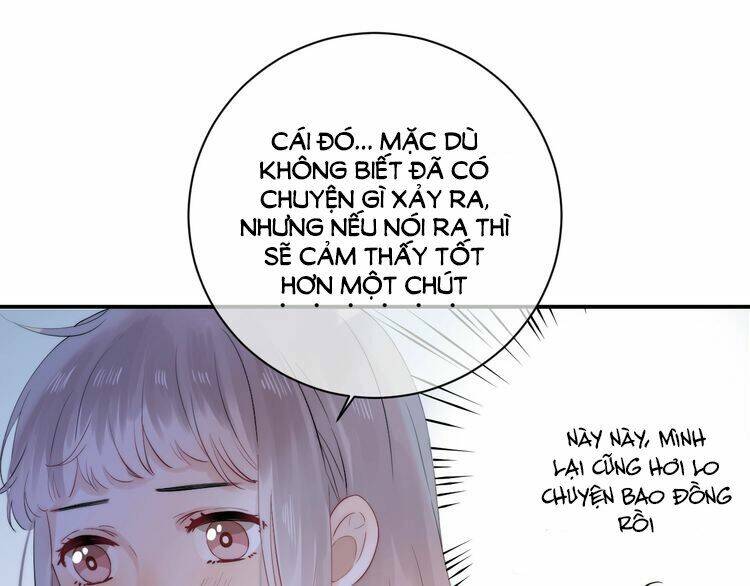 CÁI ĐÓ... MẶC DÙ
KHÔNG BIẾT ĐÃ CÓ
CHUYỆN GÌ XẢY RA,
NHƯNG NẾU NÓI RA THÌ
SẼ CẢM THẤY TỐT
HƠN MỘT CHÚT
NÀY NÀY, MÌNH
LẠI CŨNG HƠI LO
CHUYỆN BAO ĐỒNG
RỒI